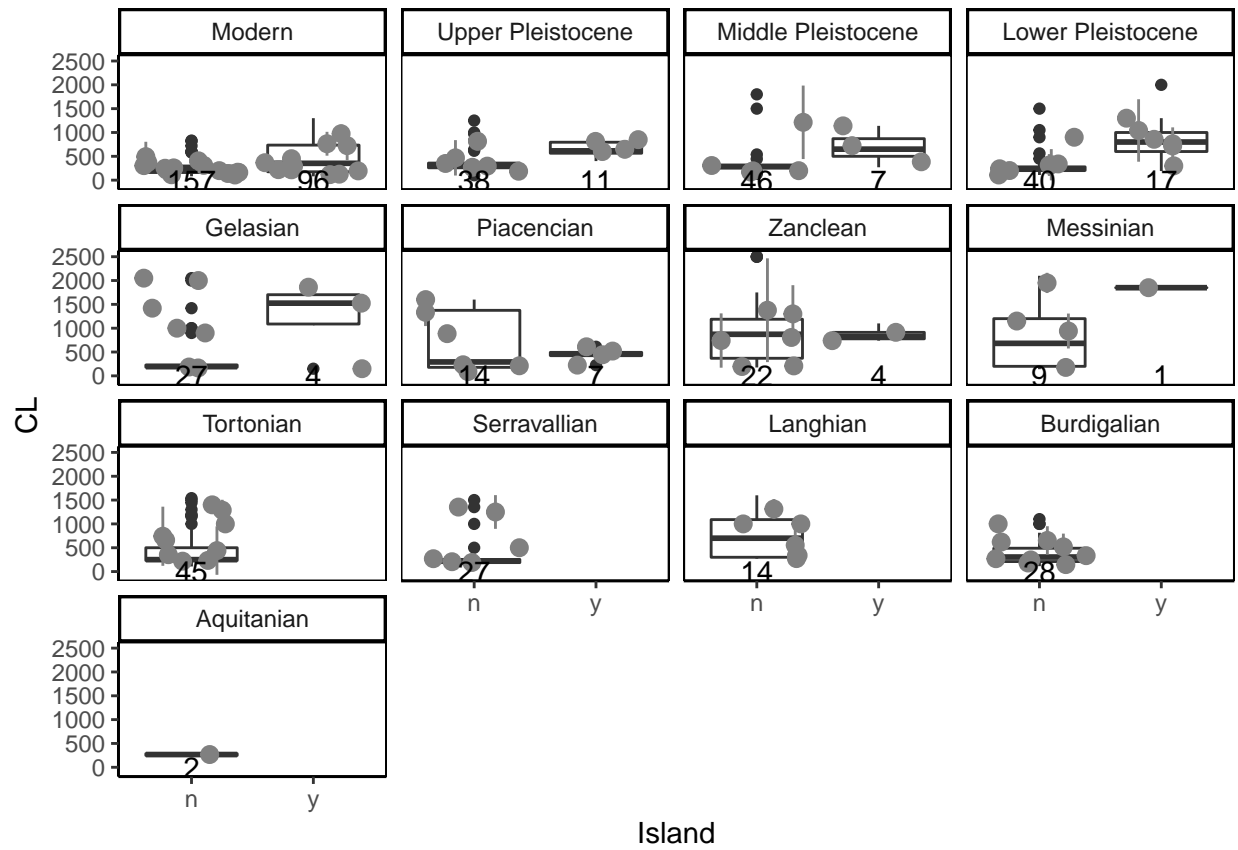 Modern Upper Pleistocene Middle Pleistocene Lower Pleistocene
2500
2000
1500
1000
500
0
157 96 38 11 46 7 40 17
Gelasian Piacencian Zanclean Messinian
2500
2000
1500
1000
500
0
27 4 14 7 22 4 9 1
CL
Tortonian Serravallian Langhian Burdigalian
2500
2000
1500
1000
500
0
45 27 14 28
n y n y n y
Aquitanian
2500
2000
1500
1000
500
0
2
n y
Island